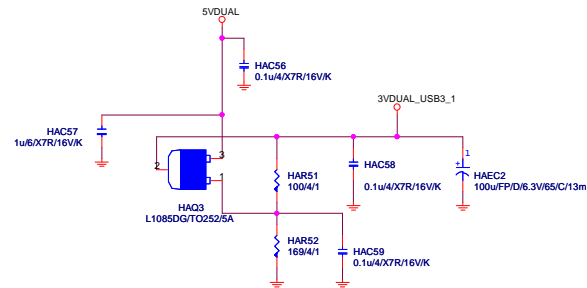 5VDUAL
HAC56
0.1u/4/X7R/16V/K
3VDUAL_USB3_1
HAC57
1u/6/X7R/16V/K
2
3
1
HAQ3
L1085DG/TO252/5A
HAR51
100/4/1
HAC58
0.1u/4/X7R/16V/K
1
+
HAEC2
100u/FP/D/6.3V/65/C/13m
HAR52
169/4/1
HAC59
0.1u/4/X7R/16V/K